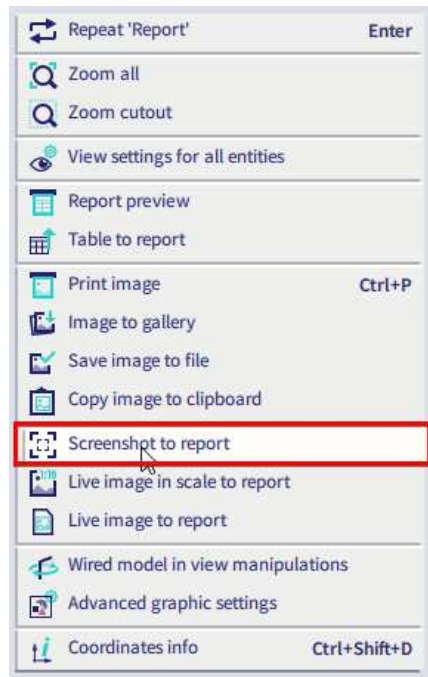 Repeat 'Report' Enter
Zoom all
Zoom cutout
View settings for all entities
Report preview
Table to report
Print image Ctrl+P
Image to gallery
Save image to file
Copy image to clipboard
Screenshot to report
Live image in scale to report
Live image to report
Wired model in view manipulations
Advanced graphic settings
Coordinates info Ctrl+Shift+D